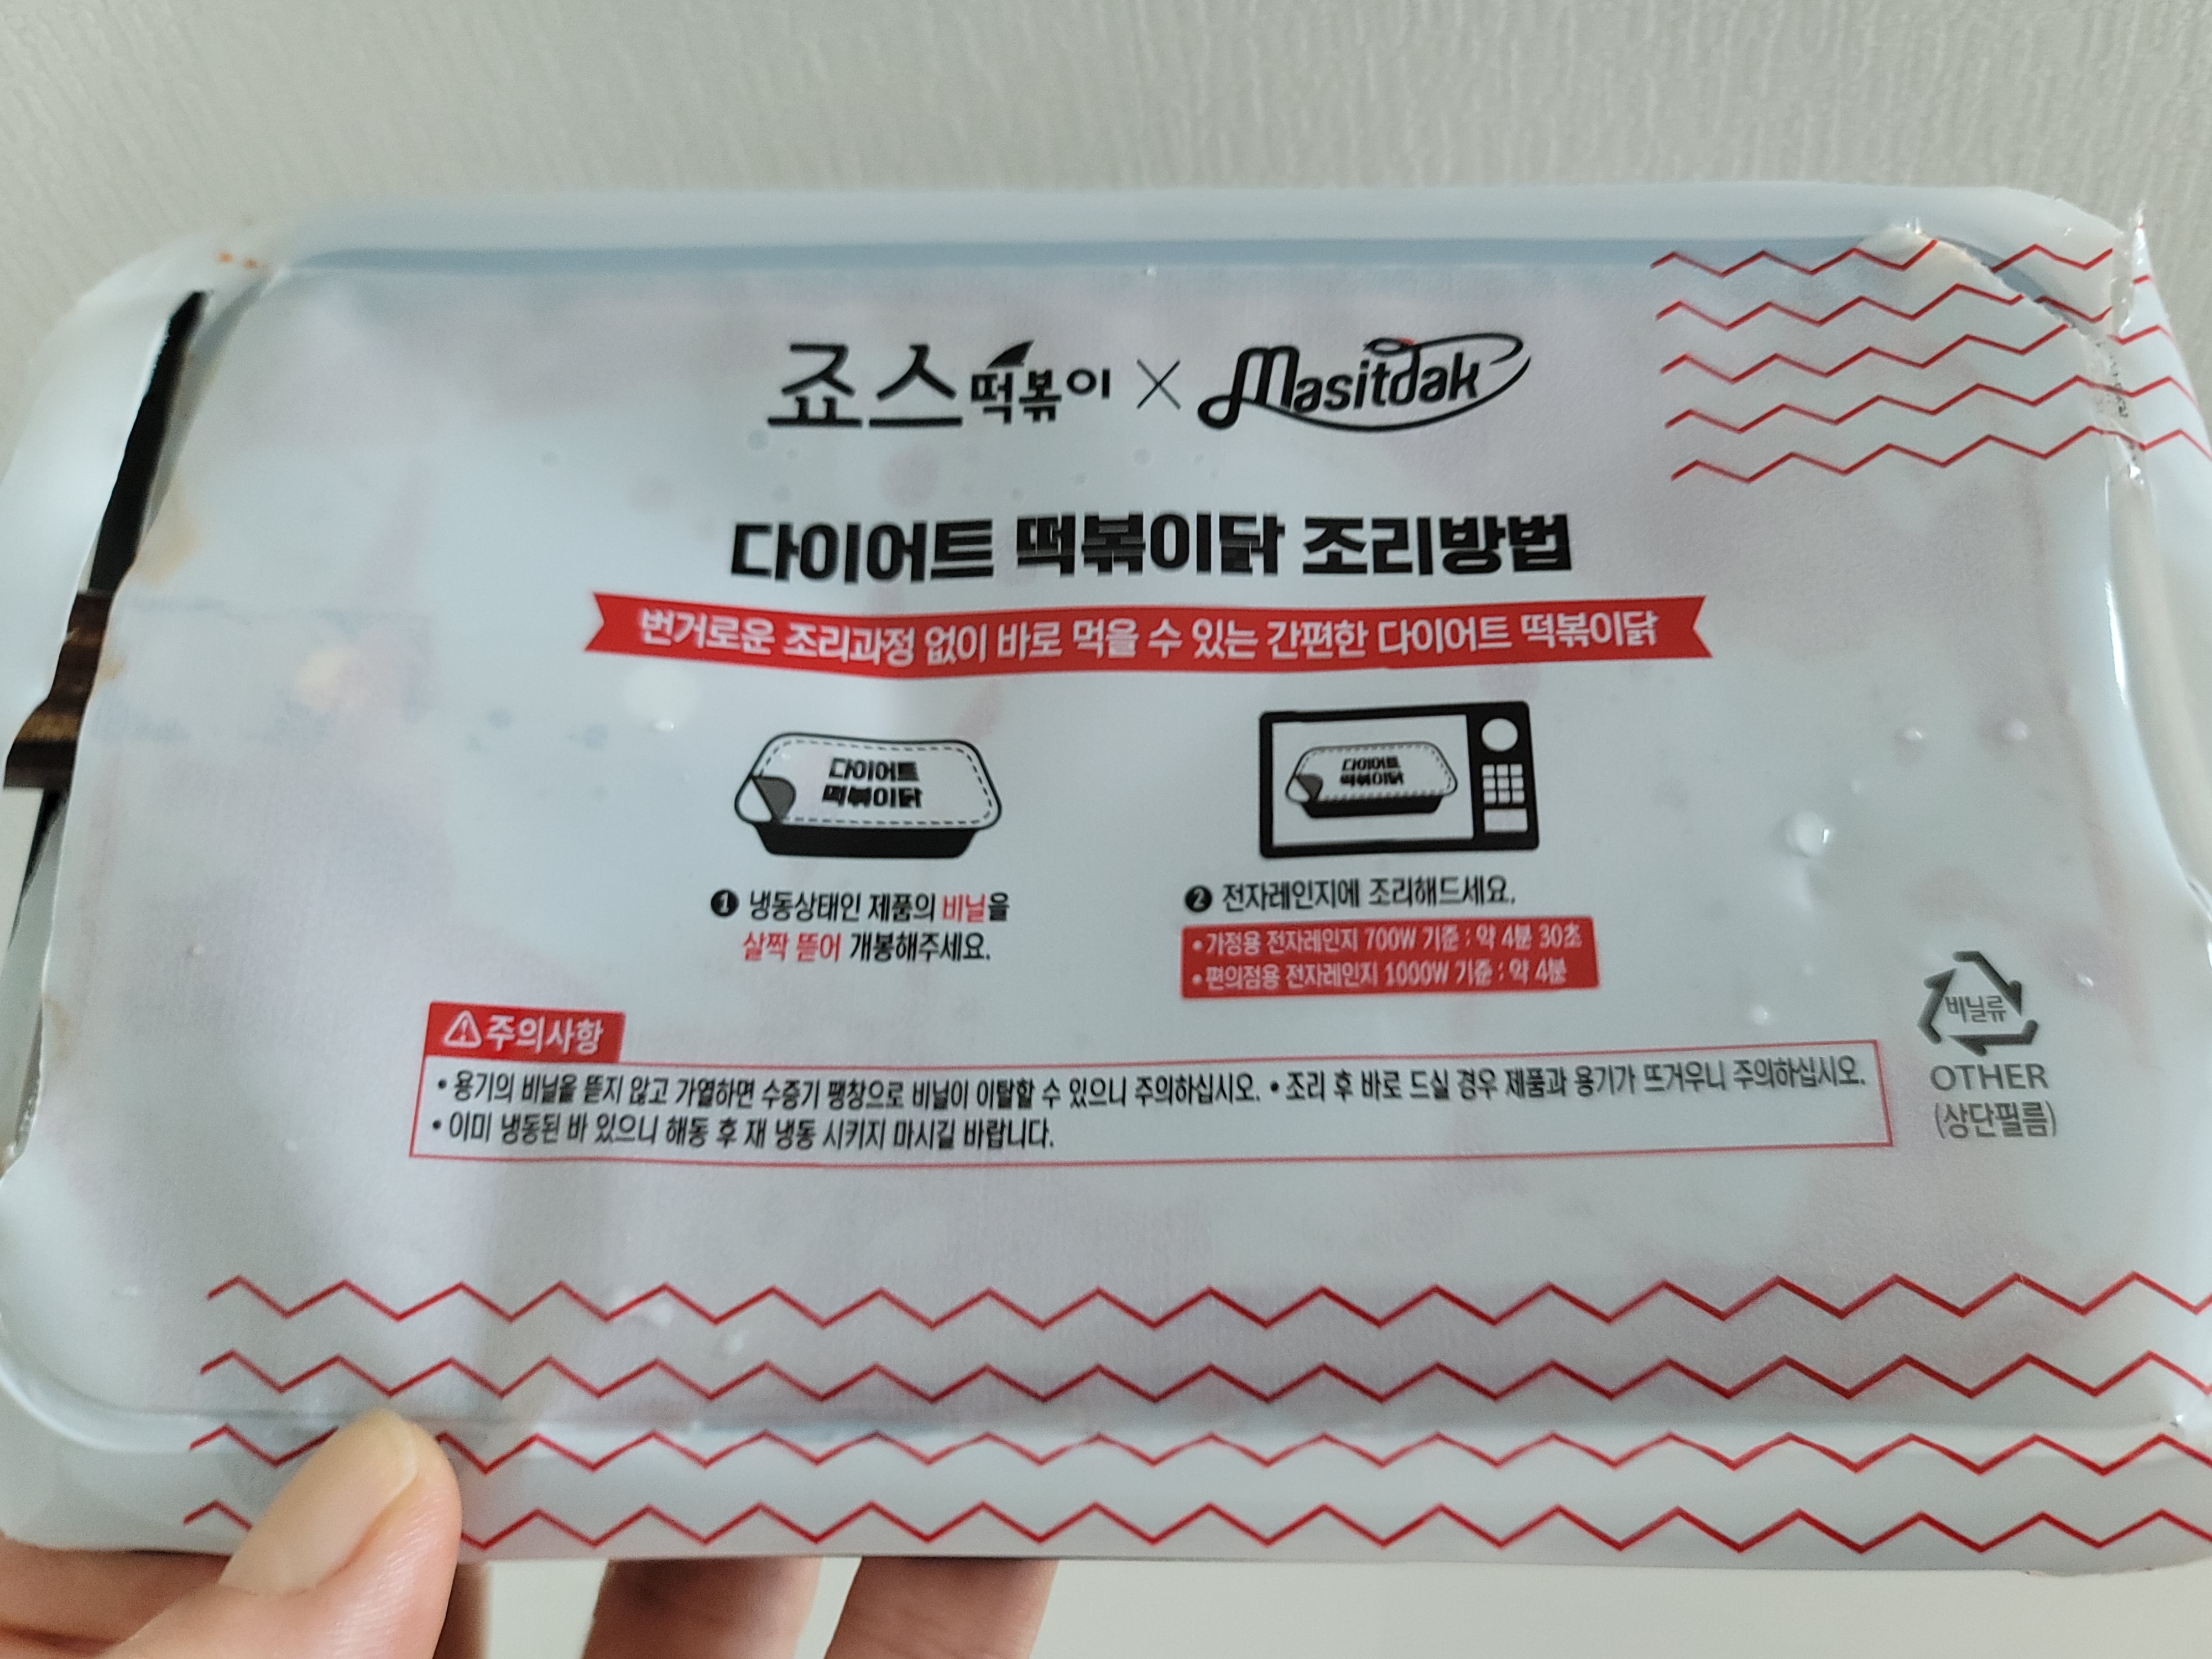 죠스떡볶이 X Masitdak
다이어트 떡볶이닭 조리방법
번거로운 조리과정 없이 바로 먹을 수 있는 간편한 다이어트 떡볶이닭
다이어트
떡볶이닭
다이어트
떡볶이닭
❶ 냉동상태인 제품의 비닐을
살짝 뜯어 개봉해주세요.
❷ 전자레인지에 조리해드세요.
• 가정용 전자레인지 700W 기준 : 약 4분 30초
• 편의점용 전자레인지 1000W 기준 : 약 4분
주의사항
• 용기의 비닐을 뜯지 않고 가열하면 수증기 팽창으로 비닐이 이탈할 수 있으니 주의하십시오. • 조리 후 바로 드실 경우 제품과 용기가 뜨거우니 주의하십시오.
• 이미 냉동된 바 있으니 해동 후 재 냉동 시키지 마시길 바랍니다.
비닐류
OTHER
(상단필름)